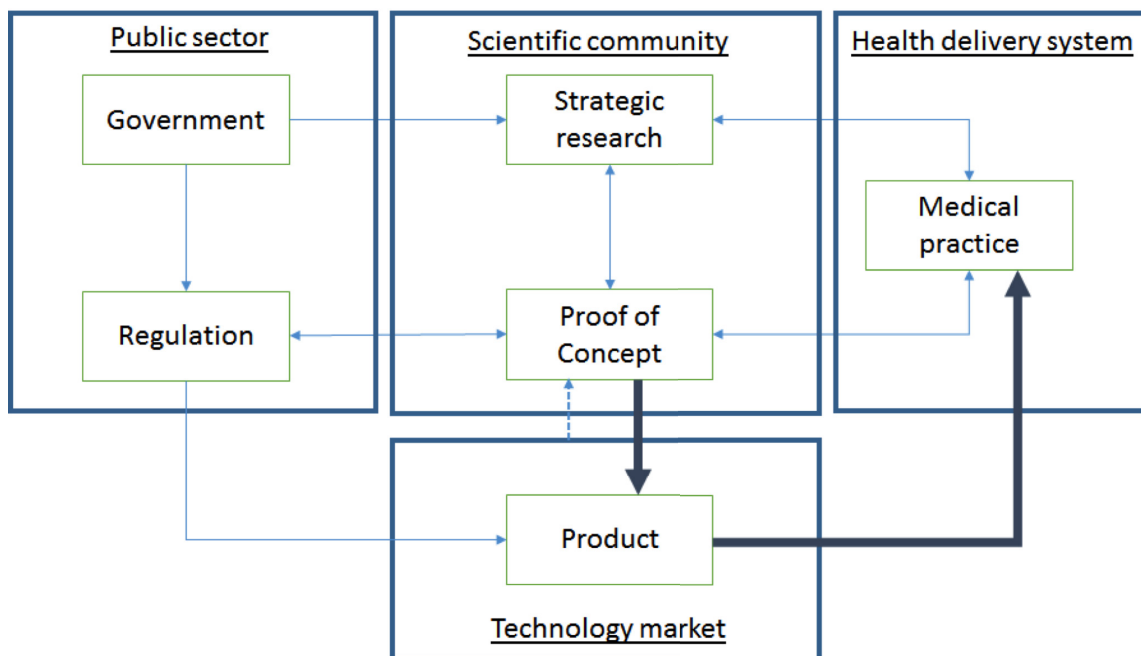 Public sector
Scientific community
Health delivery system
Government
Strategic
research
Medical
practice
Regulation
Proof of
Concept
Product
Technology market